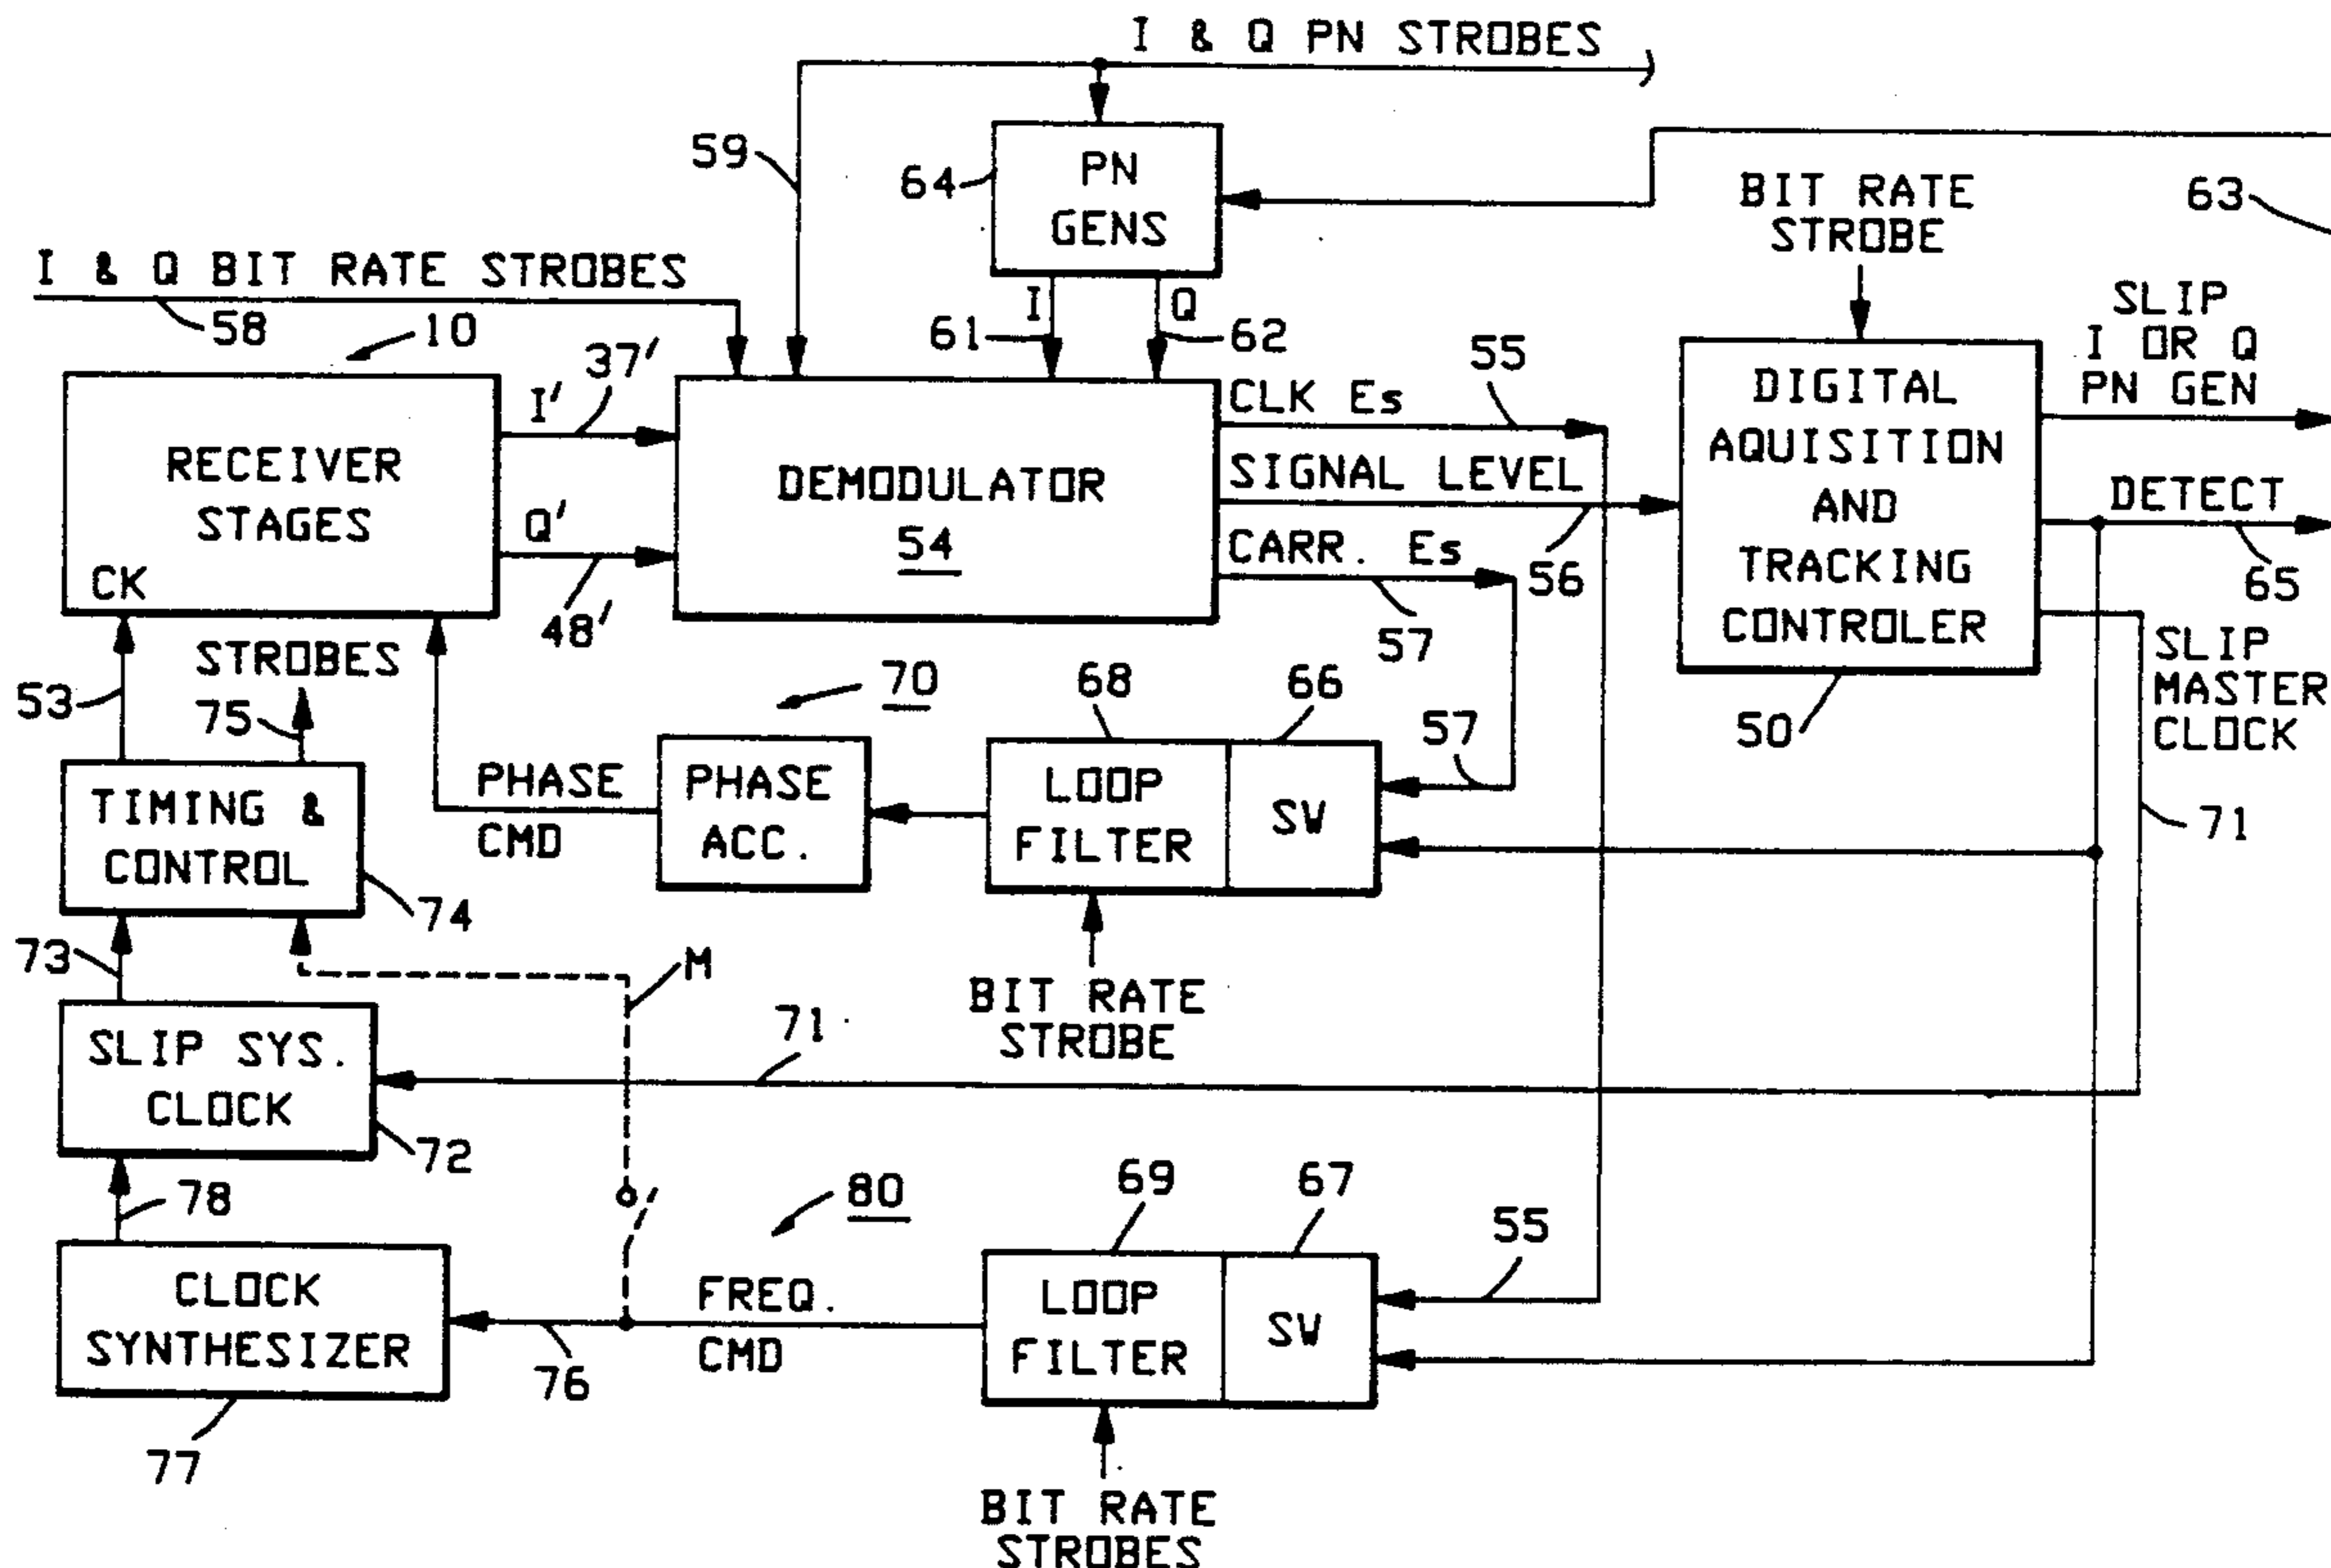 I & Q PN STROBES
59
64
PN
GENS
BIT RATE
STROBE
63
I & Q BIT RATE STROBES
58
10
37'
I
Q
61
62
55
SLIP
I OR Q
PN GEN
I'
CLK Es
RECEIVER
STAGES
DEMODULATOR
54
SIGNAL LEVEL
DIGITAL
AQUISITION
AND
TRACKING
CONTROLER
DETECT
65
Q'
CARR. Es
56
CK
48'
57
SLIP
MASTER
CLOCK
STROBES
53
75
70
68
66
57
50
71
TIMING &
CONTROL
PHASE
CMD
PHASE
ACC.
LOOP
FILTER
SW
74
73
M
BIT RATE
STROBE
71
SLIP SYS.
CLOCK
72
78
80
69
67
55
CLOCK
SYNTHESIZER
FREQ.
CMD
LOOP
FILTER
SW
76
77
BIT RATE
STROBES